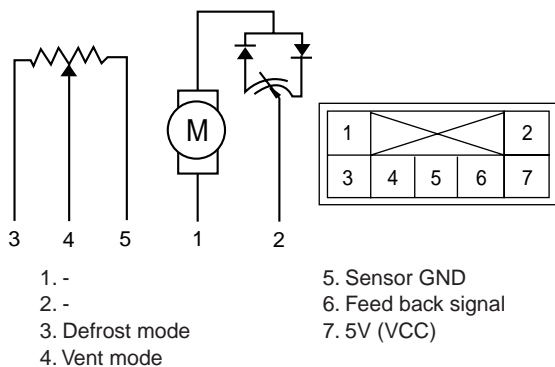 M
3 4 5 1 2
1 2
3 4 5 6 7
1. -
2. -
3. Defrost mode
4. Vent mode
5. Sensor GND
6. Feed back signal
7. 5V (VCC)